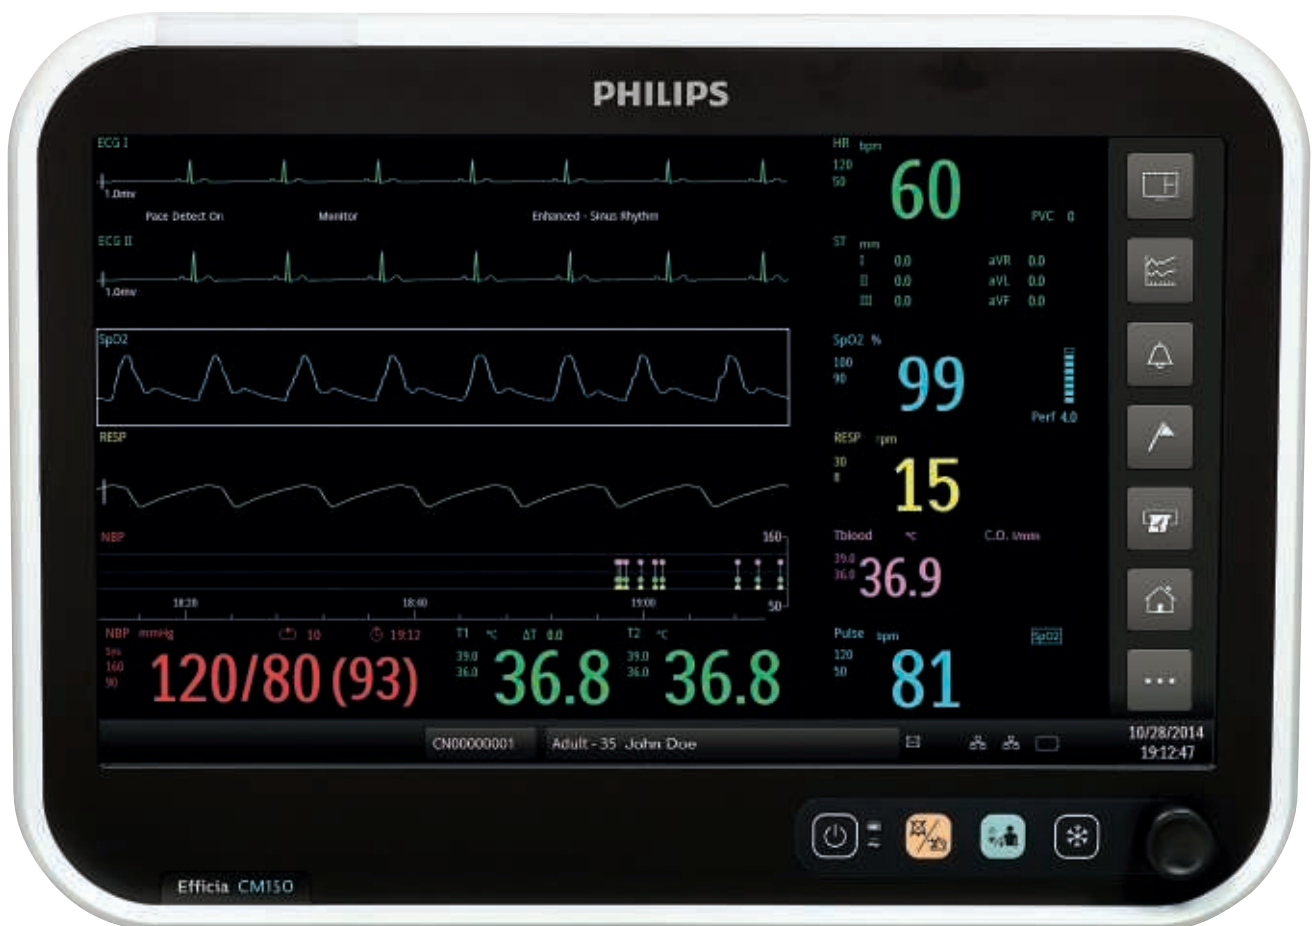 PHILIPS
ECG I
1.0mv
Pace Detect On Monitor Enhanced - Sinus Rhythm
ECG II
1.0mv
SpO2
RESP
NBP
160
50
18:20 18:40 19:00
NBP mmHg 10 19:12
Sys
160
90
120/80 (93)
T1 °C ΔT 0.0
39.0
36.0
36.8
T2 °C
39.0
36.0
36.8
HR bpm
120
50
60
PVC 0
ST mm
I 0.0 aVR 0.0
II 0.0 aVL 0.0
III 0.0 aVF 0.0
SpO2 %
100
90
99
Perf 4.0
RESP rpm
30
8
15
Tblood °C C.O. l/min
39.0
36.0
36.9
Pulse bpm SpO2
120
50
81
CN00000001 Adult - 35 John Doe
10/28/2014
19:12:47
Efficia CM150